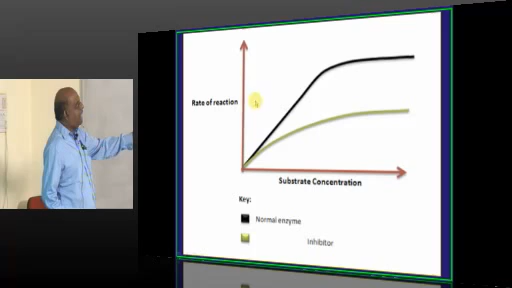 Rate of reaction
Substrate Concentration
Key:
Normal enzyme
Inhibitor